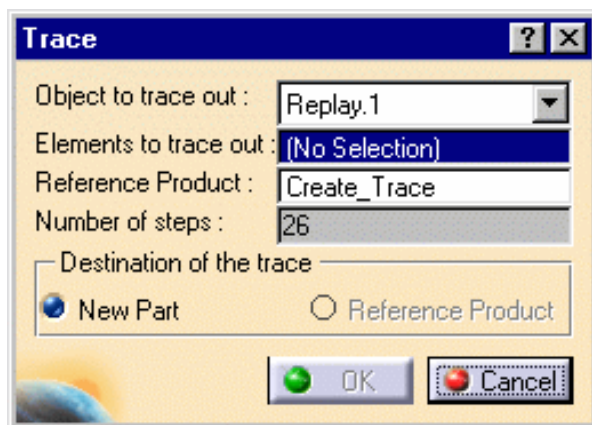 Trace ? ×
Object to trace out : Replay.1
Elements to trace out : (No Selection)
Reference Product : Create_Trace
Number of steps : 26
Destination of the trace
New Part Reference Product
OK Cancel